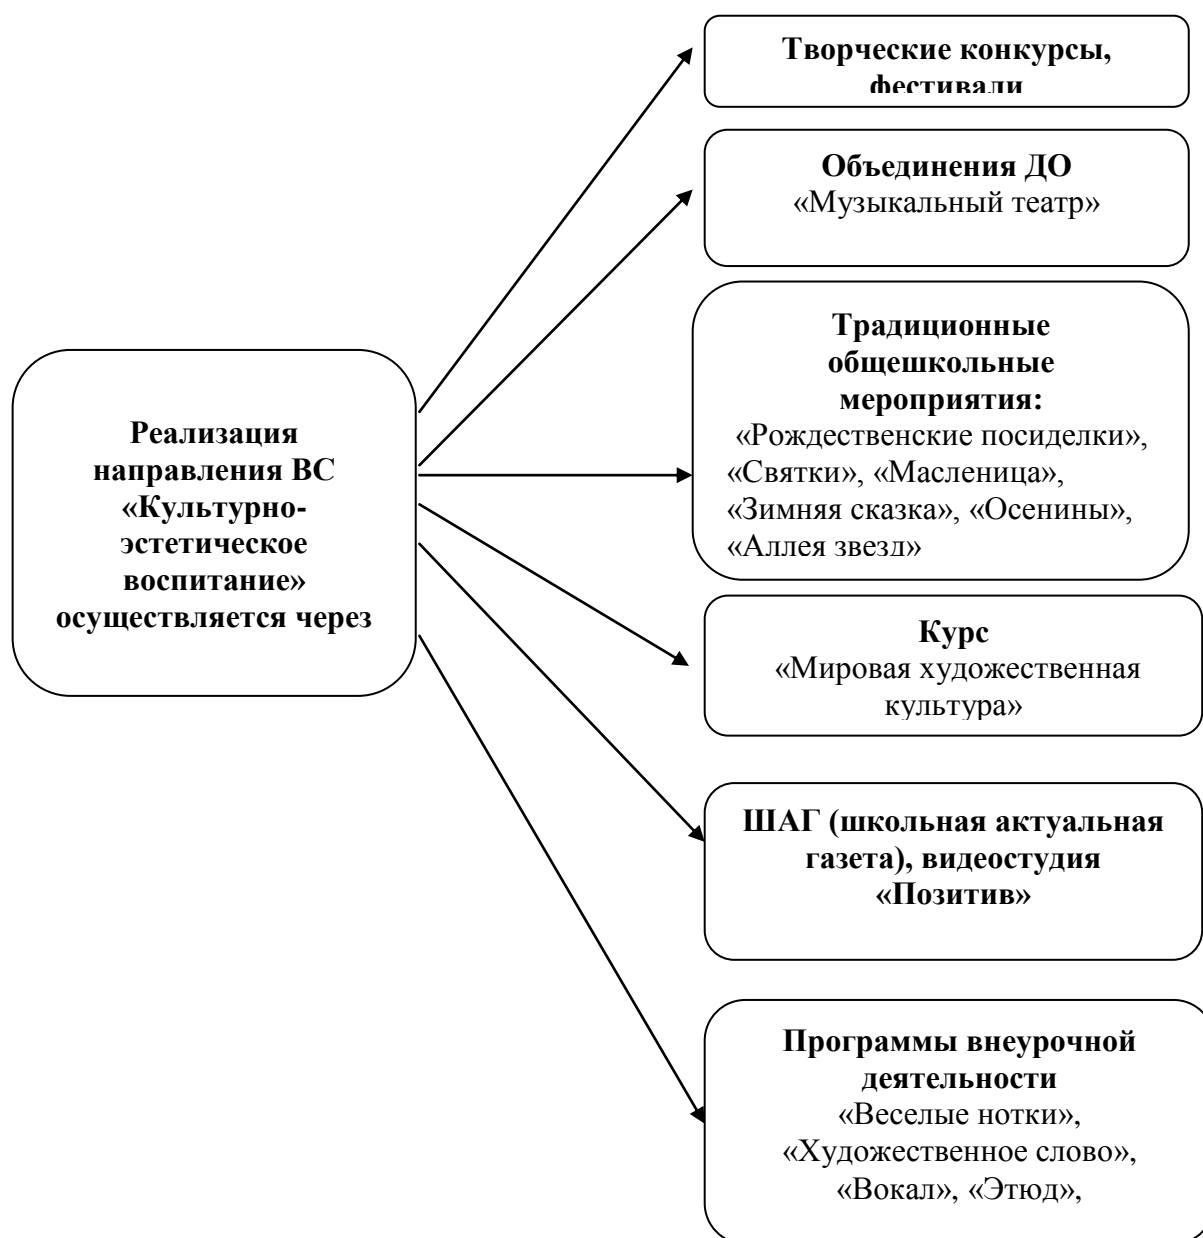 Творческие конкурсы,
фестивали
Объединения ДО
«Музыкальный театр»
Традиционные
общешкольные
мероприятия:
«Рождественские посиделки»,
«Святки», «Масленица»,
«Зимняя сказка», «Осенины»,
«Аллея звезд»
Реализация
направления ВС
«Культурно-
эстетическое
воспитание»
осуществляется через
Курс
«Мировая художественная
культура»
ШАГ (школьная актуальная
газета), видеостудия
«Позитив»
Программы внеурочной
деятельности
«Веселые нотки»,
«Художественное слово»,
«Вокал», «Этюд»,